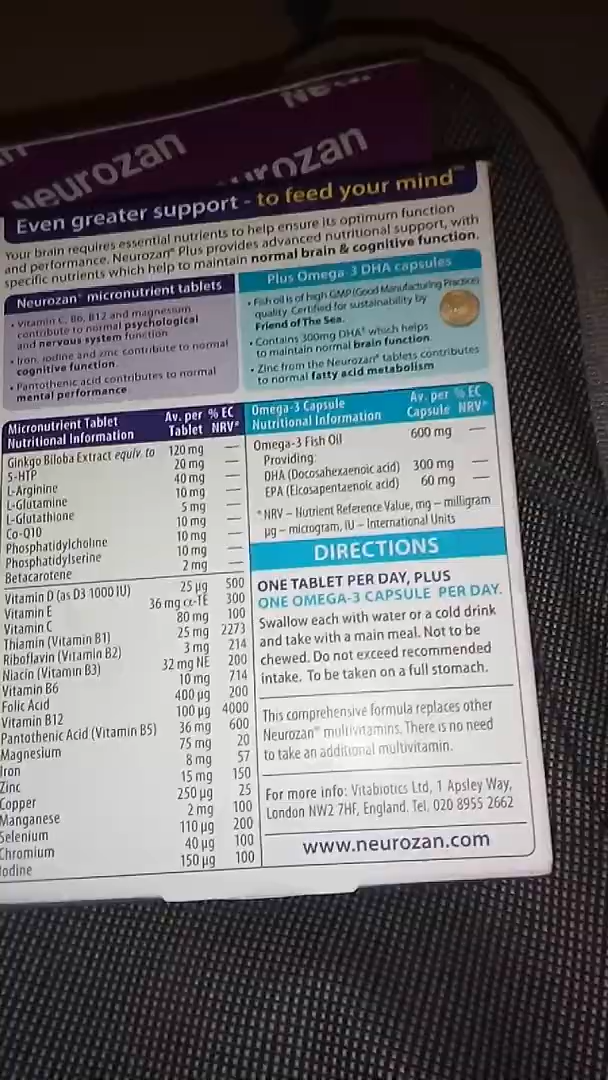 Neurozan
Neurozan
Even greater support - to feed your mind™
Your brain requires essential nutrients to help ensure its optimum function
and performance. Neurozan® Plus provides advanced nutritional support, with
specific nutrients which help to maintain normal brain & cognitive function.
Neurozan® micronutrient tablets
• Vitamin C, B6, B12 and magnesium
contribute to normal psychological
and nervous system function
• Iron, iodine and zinc contribute to normal
cognitive function.
• Pantothenic acid contributes to normal
mental performance.
Plus Omega-3 DHA capsules
• Fish oil is of high GMP (Good Manufacturing Practice)
quality. Certified for sustainability by
Friend of The Sea.
• Contains 300mg DHA† which helps
to maintain normal brain function.
• Zinc from the Neurozan® tablets contributes
to normal fatty acid metabolism
Micronutrient Tablet Av. per % EC
Nutritional Information Tablet NRV*
Ginkgo Biloba Extract equiv. to 120 mg —
5-HTP 20 mg —
L-Arginine 40 mg —
L-Glutamine 10 mg —
L-Glutathione 5 mg —
Co-Q10 10 mg —
Phosphatidylcholine 10 mg —
Phosphatidylserine 10 mg —
Betacarotene 2 mg —
Vitamin D (as D3 1000 IU) 25 µg 500
Vitamin E 36 mg α-TE 300
Vitamin C 80 mg 100
Thiamin (Vitamin B1) 25 mg 2273
Riboflavin (Vitamin B2) 3 mg 214
Niacin (Vitamin B3) 32 mg NE 200
Vitamin B6 10 mg 714
Folic Acid 400 µg 200
Vitamin B12 100 µg 4000
Pantothenic Acid (Vitamin B5) 36 mg 600
Magnesium 75 mg 20
Iron 8 mg 57
Zinc 15 mg 150
Copper 250 µg 25
Manganese 2 mg 100
Selenium 110 µg 200
Chromium 40 µg 100
Iodine 150 µg 100
Omega-3 Capsule Av. per % EC
Nutritional Information Capsule NRV*
Omega-3 Fish Oil 600 mg —
Providing:
DHA (Docosahexaenoic acid) 300 mg —
EPA (Eicosapentaenoic acid) 60 mg —
*NRV – Nutrient Reference Value, mg – milligram
µg – microgram, IU – International Units
DIRECTIONS
ONE TABLET PER DAY, PLUS
ONE OMEGA-3 CAPSULE PER DAY.
Swallow each with water or a cold drink
and take with a main meal. Not to be
chewed. Do not exceed recommended
intake. To be taken on a full stomach.
This comprehensive formula replaces other
Neurozan® multivitamins. There is no need
to take an additional multivitamin.
For more info: Vitabiotics Ltd, 1 Apsley Way,
London NW2 7HF, England. Tel. 020 8955 2662
www.neurozan.com